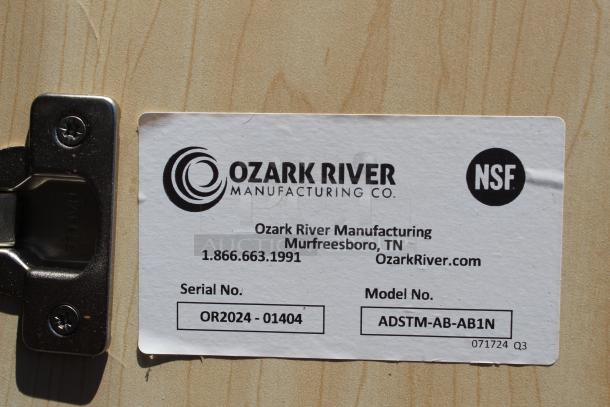 OZARK RIVER
MANUFACTURING CO.
NSF
Ozark River Manufacturing
Murfreesboro, TN
1.866.663.1991 OzarkRiver.com
Serial No. Model No.
OR2024 - 01404 ADSTM-AB-AB1N
071724 Q3